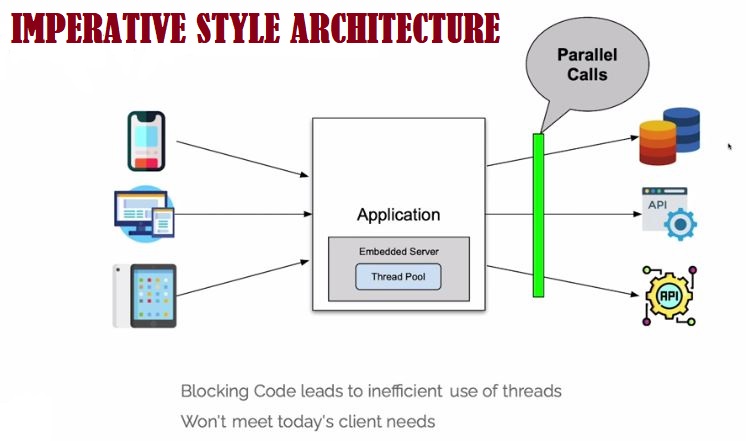 IMPERATIVE STYLE ARCHITECTURE
Parallel
Calls
Application
Embedded Server
Thread Pool
API
API
Blocking Code leads to inefficient use of threads
Won't meet today's client needs